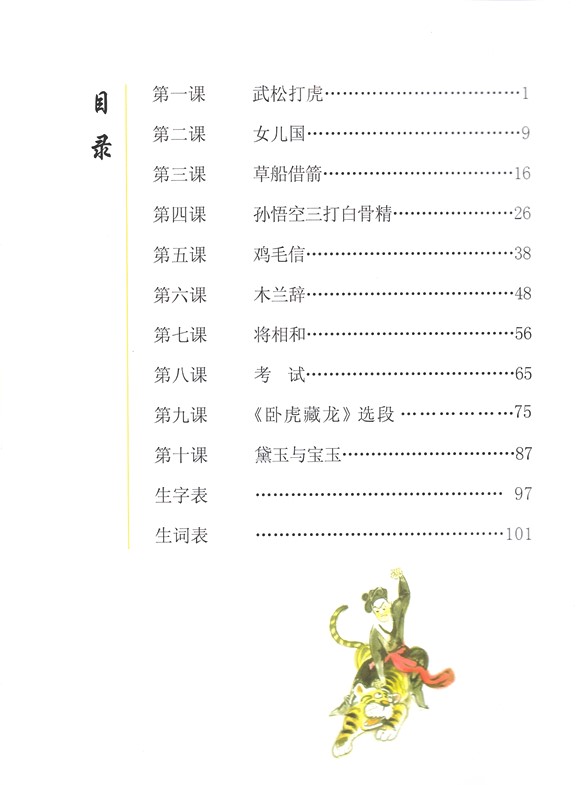 目录
第一课 武松打虎……………………………1
第二课 女儿国………………………………9
第三课 草船借箭……………………………16
第四课 孙悟空三打白骨精…………………26
第五课 鸡毛信………………………………38
第六课 木兰辞………………………………48
第七课 将相和………………………………56
第八课 考 试………………………………65
第九课 《卧虎藏龙》选段 ………………75
第十课 黛玉与宝玉…………………………87
生字表 …………………………………… 97
生词表 ……………………………………101